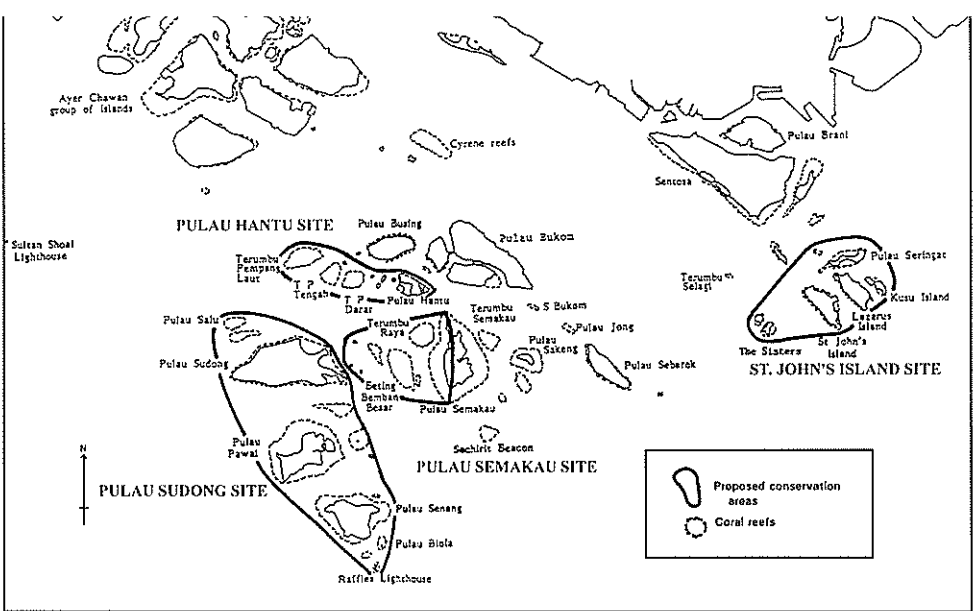 Ayer Chawan
group of Islands
Cyrene reefs
Pulau Brani
Sentosa
PULAU HANTU SITE
Pulau Busing
Pulau Bukom
Sultan Shoal
Lighthouse
Terumbu
Pempang
Laut
T P
Tengah
T P
Darar
Pulau Hantu
Terumbu
Selagi
Pulau Seringat
Kusu Island
Lazarus
Island
St John's
Island
The Sisters
ST. JOHN'S ISLAND SITE
Pulau Salu
Terumbu
Raya
Terumbu
Semakau
S Bukom
Pulau Jong
Pulau
Sakeng
Pulau Sebarok
Pulau Sudong
Beting
Bemban
Besar
Pulau Semakau
Pulau
Pawai
Sechirit Beacon
PULAU SEMAKAU SITE
N
PULAU SUDONG SITE
Pulau Senang
Pulau Biola
Raffles Lighthouse
Proposed conservation
areas
Coral reefs